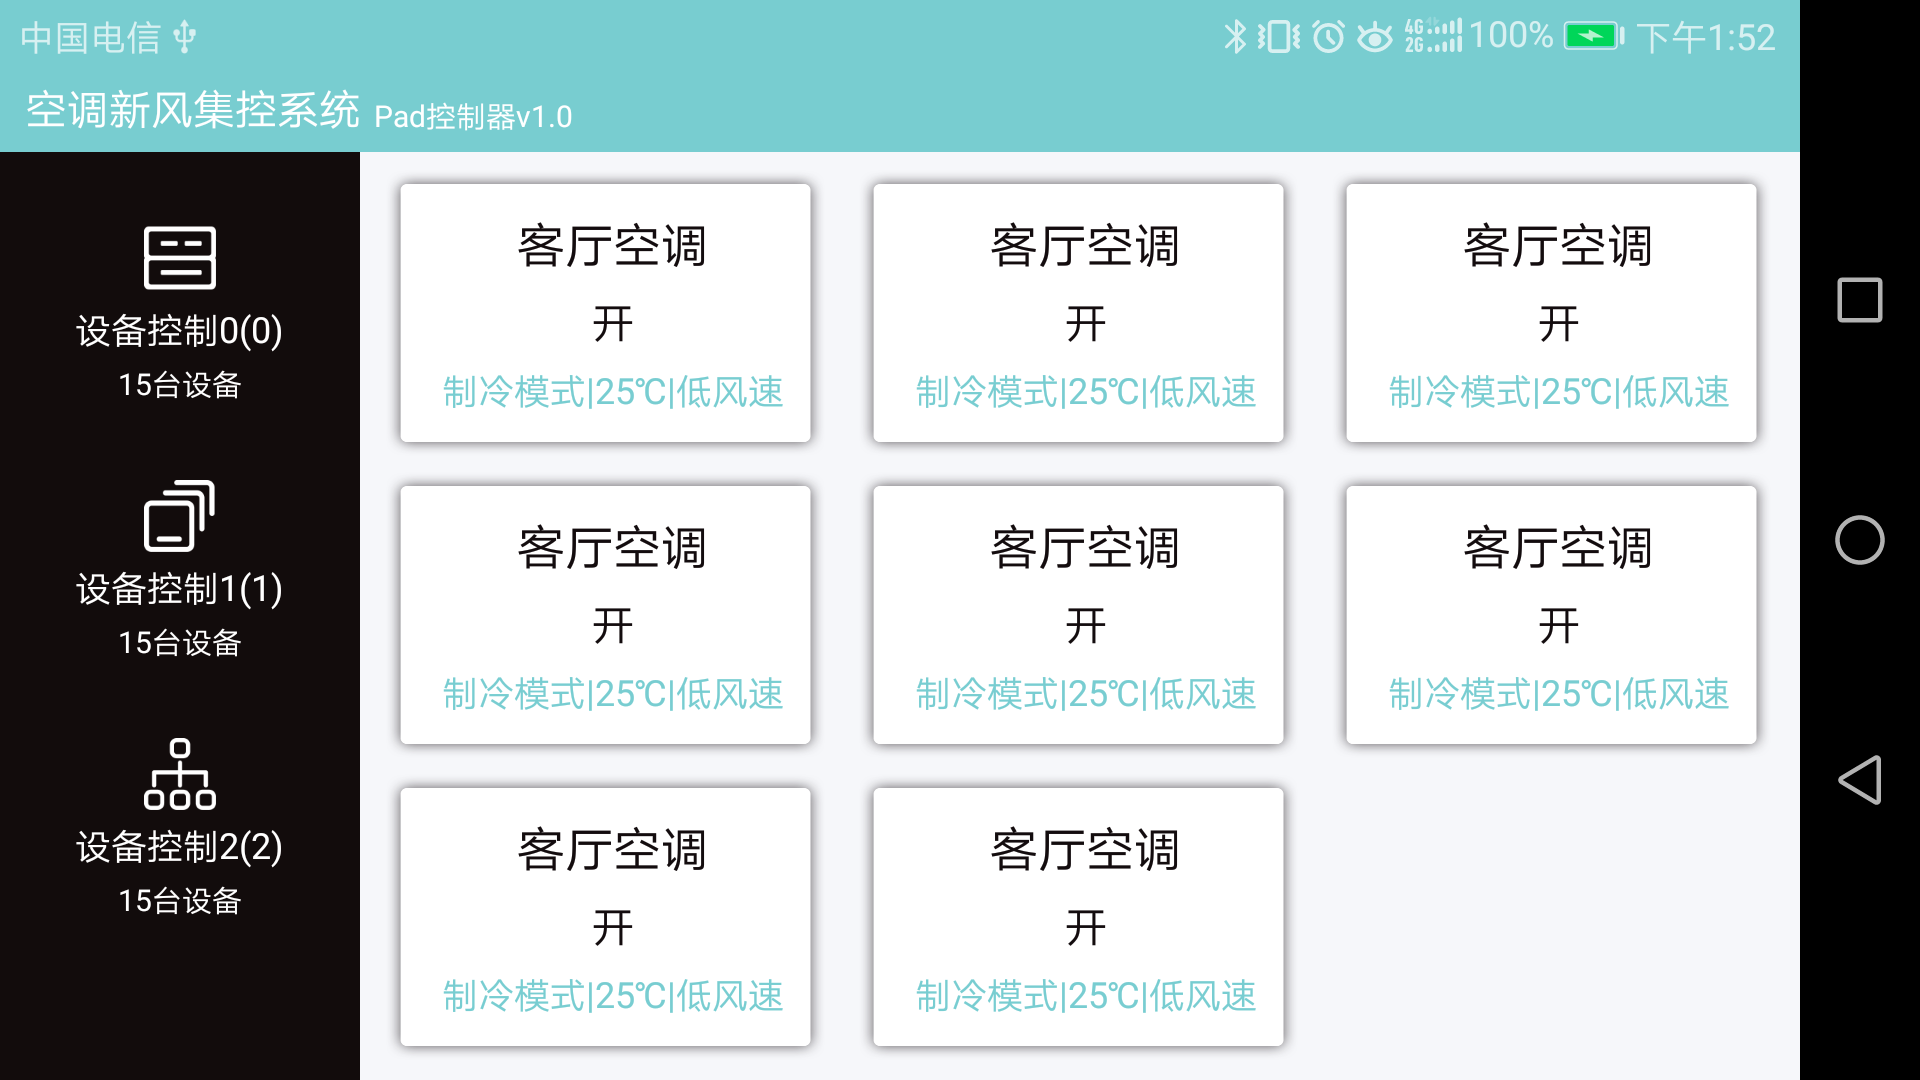 中国电信
4G
2G
100%
下午1:52
空调新风集控系统 Pad控制器v1.0
设备控制0(0)
15台设备
设备控制1(1)
15台设备
设备控制2(2)
15台设备
客厅空调
开
制冷模式|25℃|低风速
客厅空调
开
制冷模式|25℃|低风速
客厅空调
开
制冷模式|25℃|低风速
客厅空调
开
制冷模式|25℃|低风速
客厅空调
开
制冷模式|25℃|低风速
客厅空调
开
制冷模式|25℃|低风速
客厅空调
开
制冷模式|25℃|低风速
客厅空调
开
制冷模式|25℃|低风速